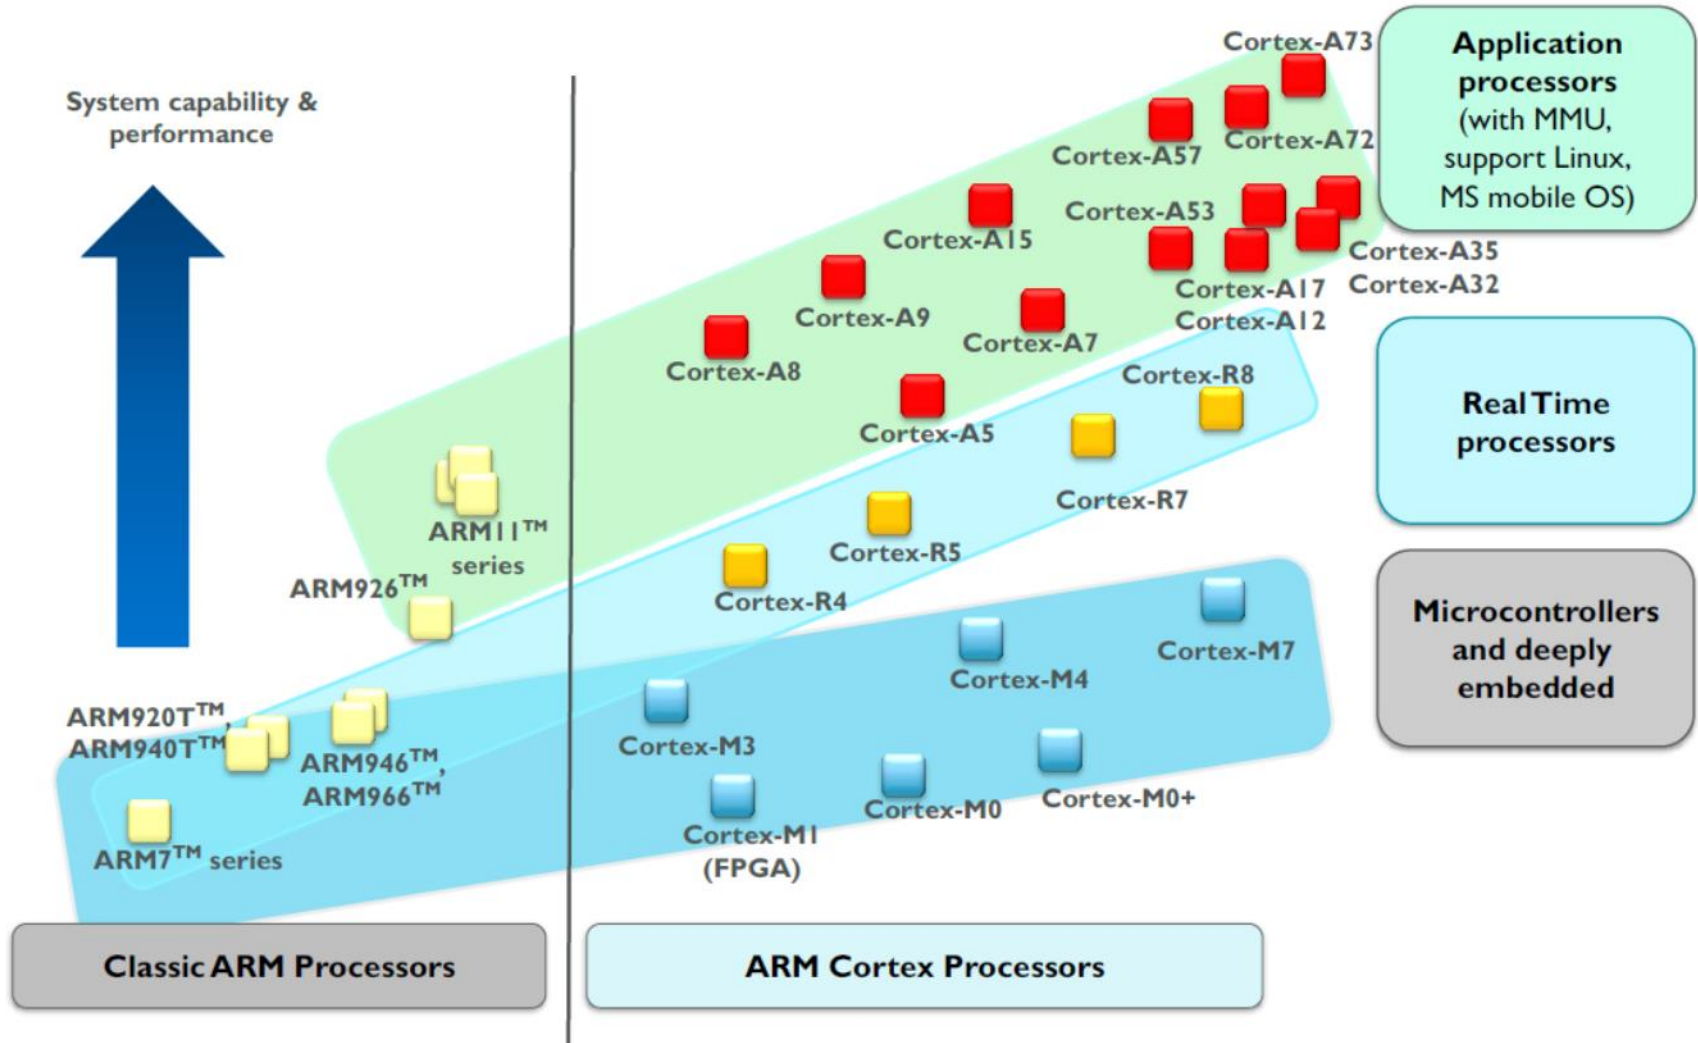 System capability &
performance
Cortex-A73
Cortex-A72
Cortex-A57
Cortex-A53
Cortex-A15
Cortex-A35
Cortex-A32
Cortex-A17
Cortex-A12
Cortex-A9
Cortex-A7
Cortex-A8
Cortex-A5
ARM11™
series
ARM926™
Cortex-R8
Cortex-R7
Cortex-R5
Cortex-R4
Cortex-M7
Cortex-M4
Cortex-M3
Cortex-M0+
Cortex-M0
Cortex-M1
(FPGA)
ARM920T™,
ARM940T™
ARM946™,
ARM966™
ARM7™ series
Application
processors
(with MMU,
support Linux,
MS mobile OS)
Real Time
processors
Microcontrollers
and deeply
embedded
Classic ARM Processors
ARM Cortex Processors